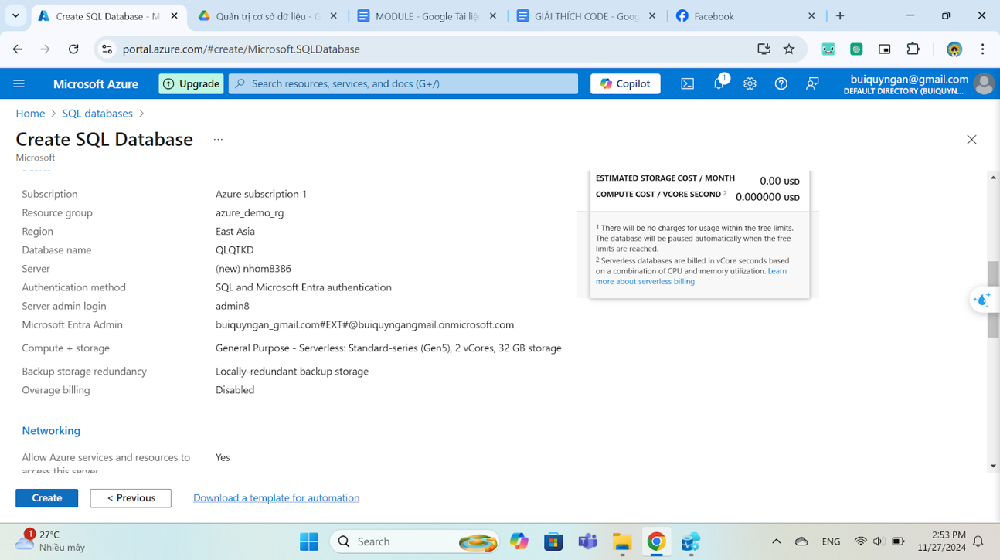 Create SQL Database - M
Quản trị cơ sở dữ liệu - G
MODULE - Google Tài liệ
GIẢI THÍCH CODE - Goog
Facebook
portal.azure.com/#create/Microsoft.SQLDatabase
Microsoft Azure
Upgrade
Search resources, services, and docs (G+/)
Copilot
1
buiquyngan@gmail.com
DEFAULT DIRECTORY (BUIQUYN...
Home > SQL databases >
Create SQL Database ...
Microsoft
Basics
Subscription Azure subscription 1
Resource group azure_demo_rg
Region East Asia
Database name QLQTKD
Server (new) nhom8386
Authentication method SQL and Microsoft Entra authentication
Server admin login admin8
Microsoft Entra Admin buiquyngan_gmail.com#EXT#@buiquyngangmail.onmicrosoft.com
Compute + storage General Purpose - Serverless: Standard-series (Gen5), 2 vCores, 32 GB storage
Backup storage redundancy Locally-redundant backup storage
Overage billing Disabled
Networking
Allow Azure services and resources to Yes
access this server
ESTIMATED STORAGE COST / MONTH 0.00 USD
COMPUTE COST / VCORE SECOND 2 0.000000 USD
1 There will be no charges for usage within the free limits.
The database will be paused automatically when the free
limits are reached.
2 Serverless databases are billed in vCore seconds based
on a combination of CPU and memory utilization. Learn
more about serverless billing
Create
< Previous
Download a template for automation
1
27°C
Nhiều mây
Search
ENG
2:53 PM
11/27/2024